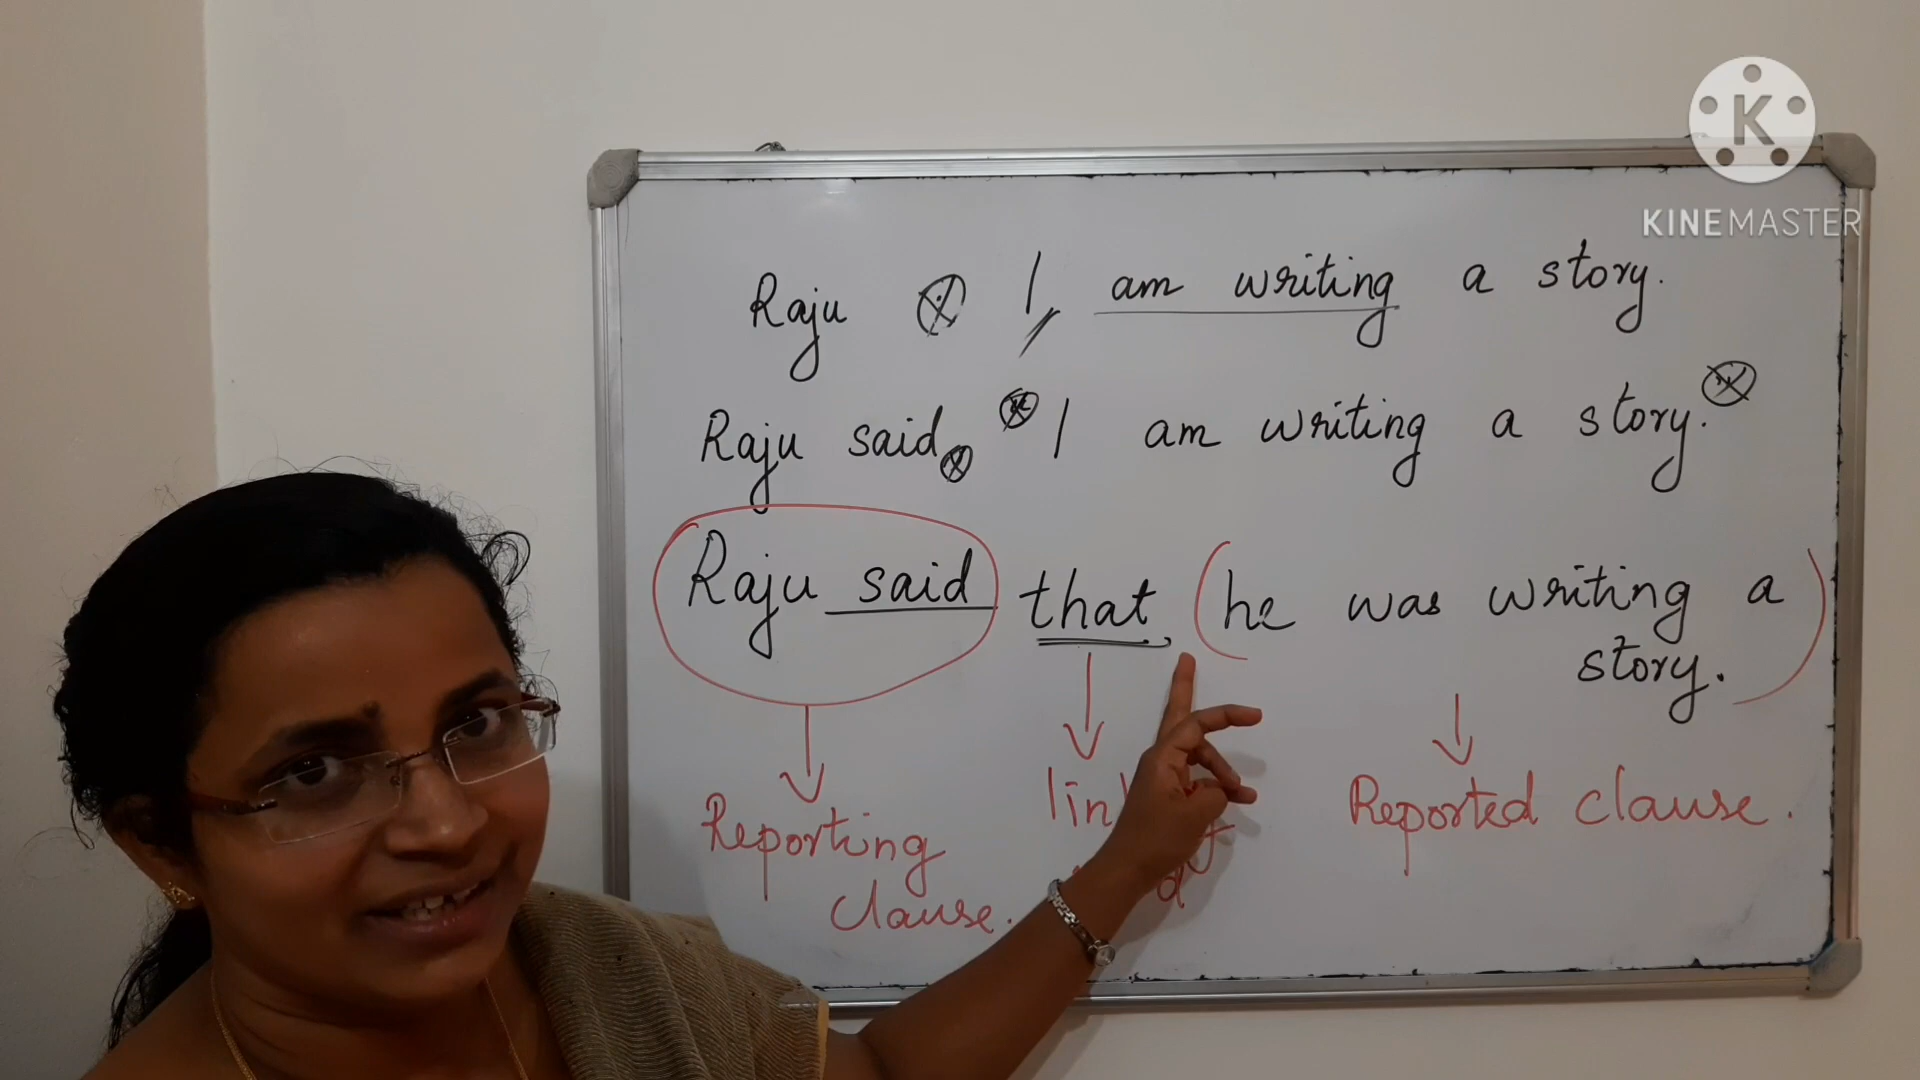 KINEMASTER
Raju : I, am writing a story.
Raju said, " I am writing a story."
Raju said that (he was writing a
story.)
Reporting
clause.
Reported clause.